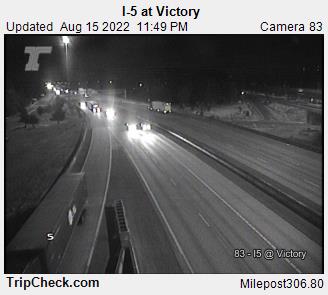 I-5 at Victory
Updated Aug 15 2022 11:49 PM Camera 83
T
S
83 - I5 @ Victory
TripCheck.com Milepost306.80